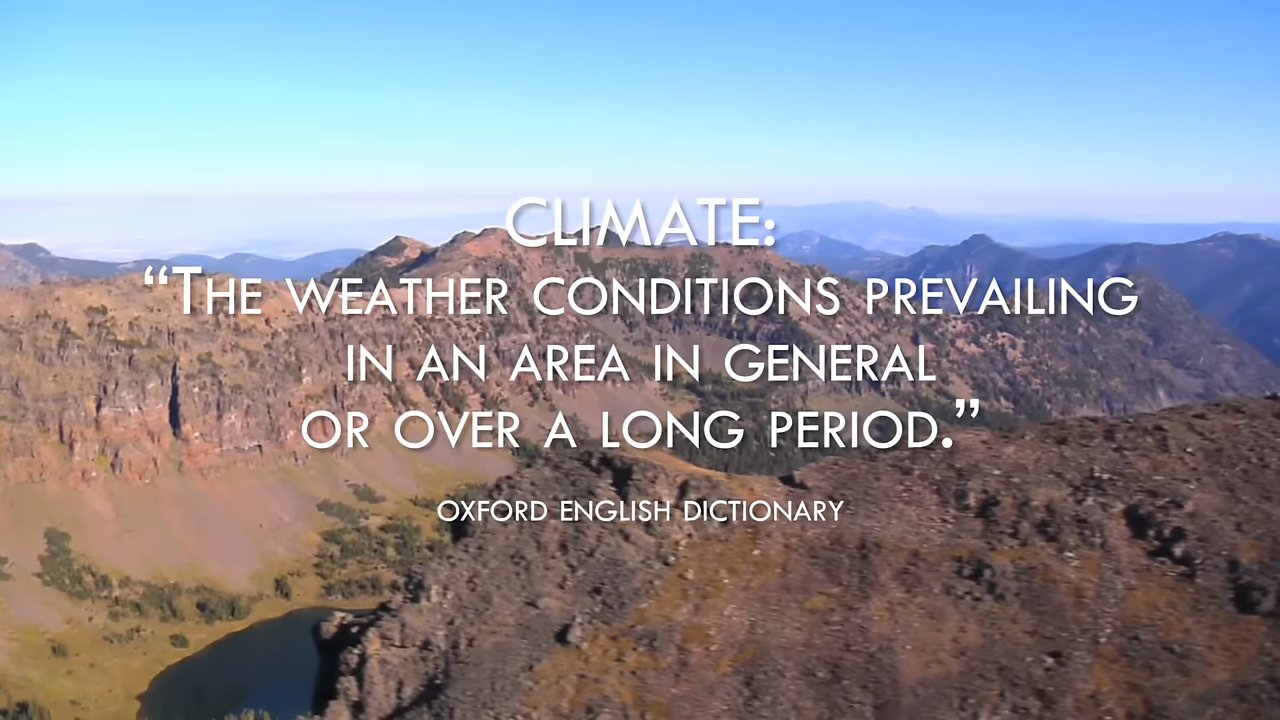 CLIMATE:
“THE WEATHER CONDITIONS PREVAILING
IN AN AREA IN GENERAL
OR OVER A LONG PERIOD.”
OXFORD ENGLISH DICTIONARY